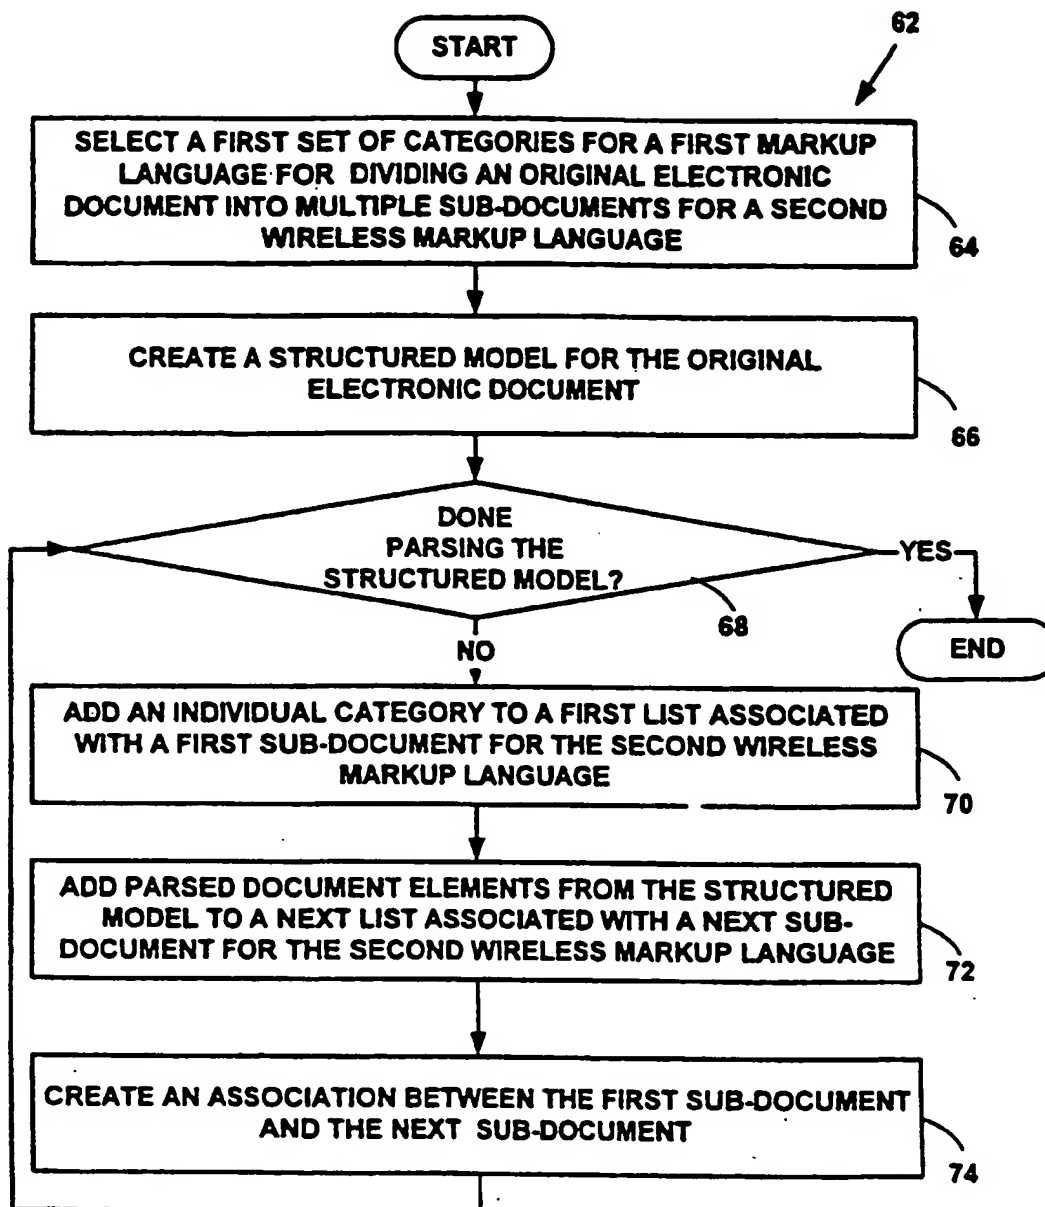 62
START
SELECT A FIRST SET OF CATEGORIES FOR A FIRST MARKUP
LANGUAGE FOR DIVIDING AN ORIGINAL ELECTRONIC
DOCUMENT INTO MULTIPLE SUB-DOCUMENTS FOR A SECOND
WIRELESS MARKUP LANGUAGE
64
CREATE A STRUCTURED MODEL FOR THE ORIGINAL
ELECTRONIC DOCUMENT
66
DONE
PARSING THE
STRUCTURED MODEL?
YES
68
END
NO
ADD AN INDIVIDUAL CATEGORY TO A FIRST LIST ASSOCIATED
WITH A FIRST SUB-DOCUMENT FOR THE SECOND WIRELESS
MARKUP LANGUAGE
70
ADD PARSED DOCUMENT ELEMENTS FROM THE STRUCTURED
MODEL TO A NEXT LIST ASSOCIATED WITH A NEXT SUB-
DOCUMENT FOR THE SECOND WIRELESS MARKUP LANGUAGE
72
CREATE AN ASSOCIATION BETWEEN THE FIRST SUB-DOCUMENT
AND THE NEXT SUB-DOCUMENT
74